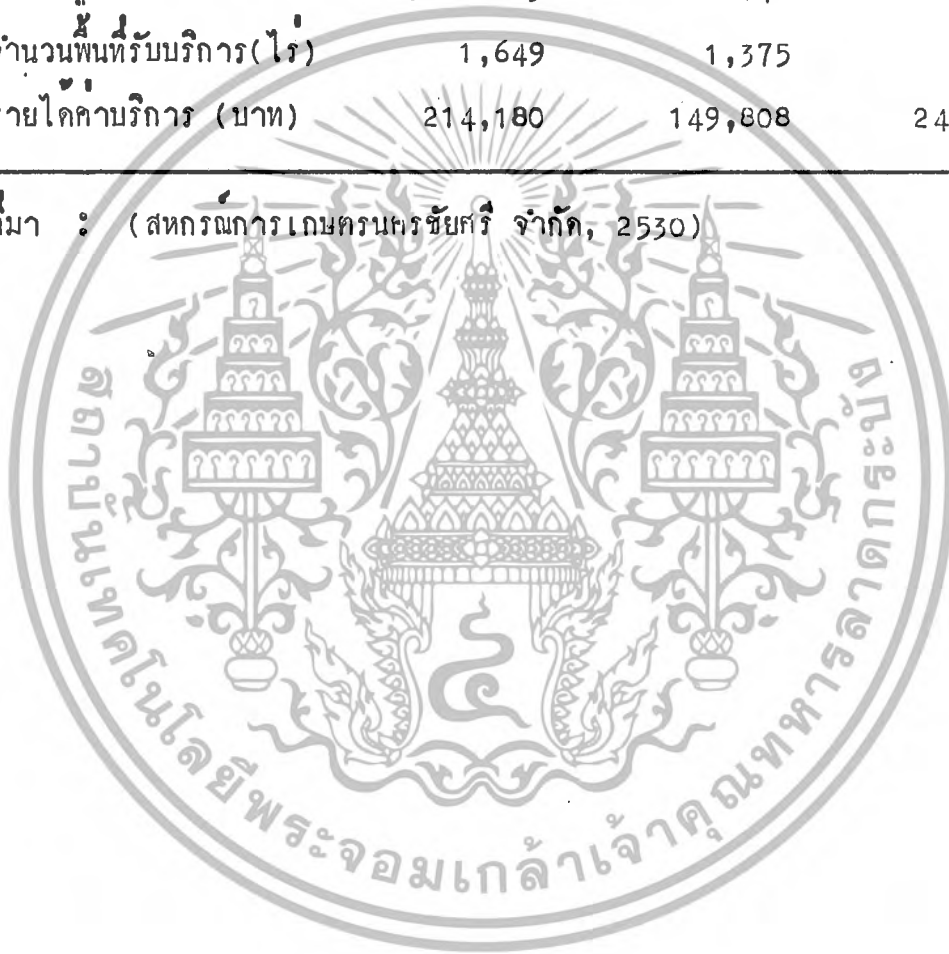 จำนวนพื้นที่รับบริการ(ไร่) 1,649 1,375
รายได้ค่าบริการ (บาท) 214,180 149,808 24
ที่มา : (สหกรณ์การเกษตรนครชัยศรี จำกัด, 2530)
สถาบันเทคโนโลยีพระจอมเกล้าเจ้าคุณทหารลาดกระบัง